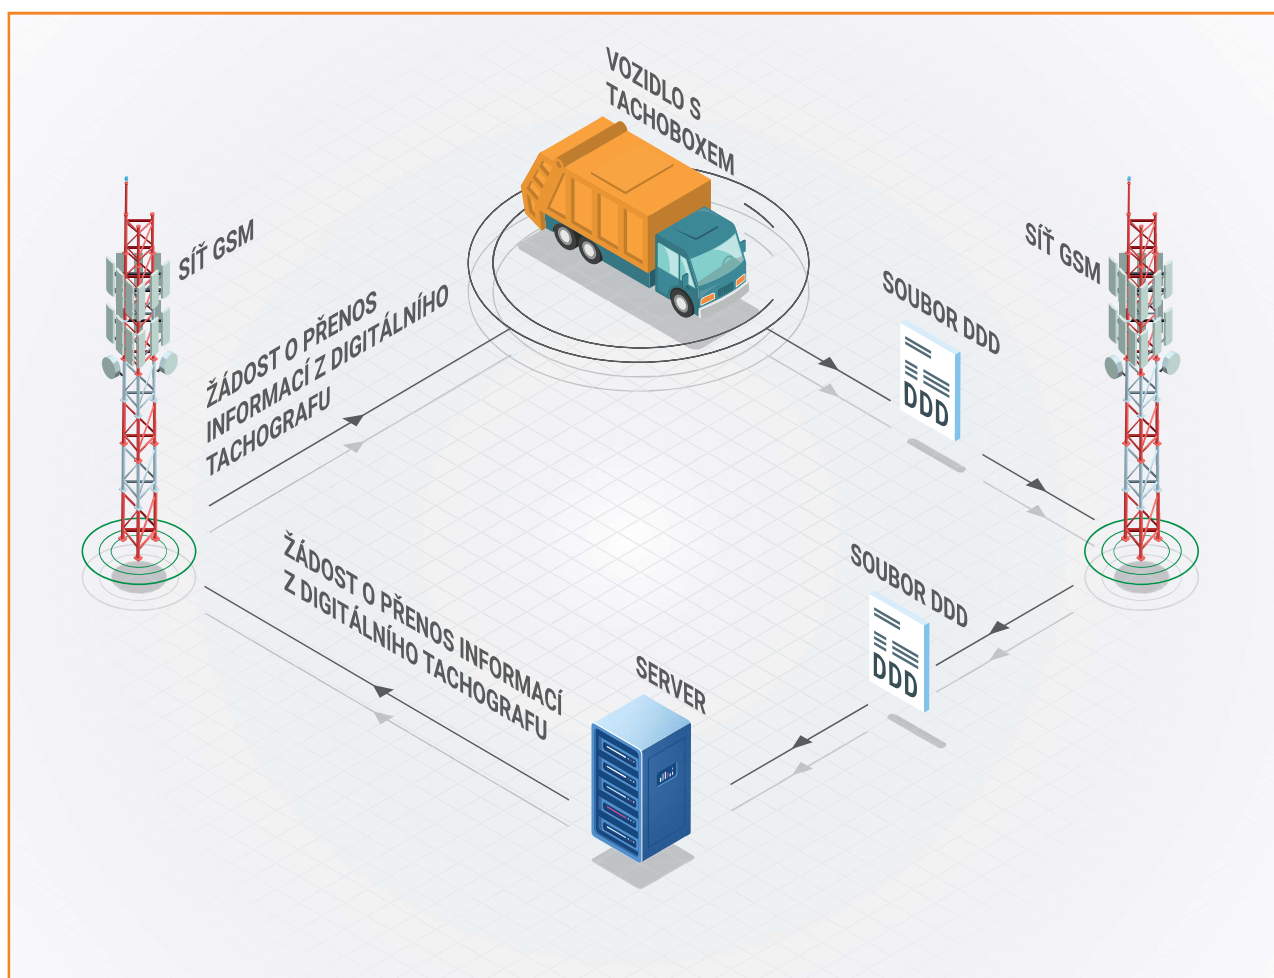 VOZIDLO S
TACHOBOXEM
SÍŤ GSM
SÍŤ GSM
ŽÁDOST O PŘENOS
INFORMACÍ Z DIGITÁLNÍHO
TACHOGRAFU
SOUBOR DDD
DDD
ŽÁDOST O PŘENOS INFORMACÍ
Z DIGITÁLNÍHO TACHOGRAFU
SOUBOR DDD
DDD
SERVER